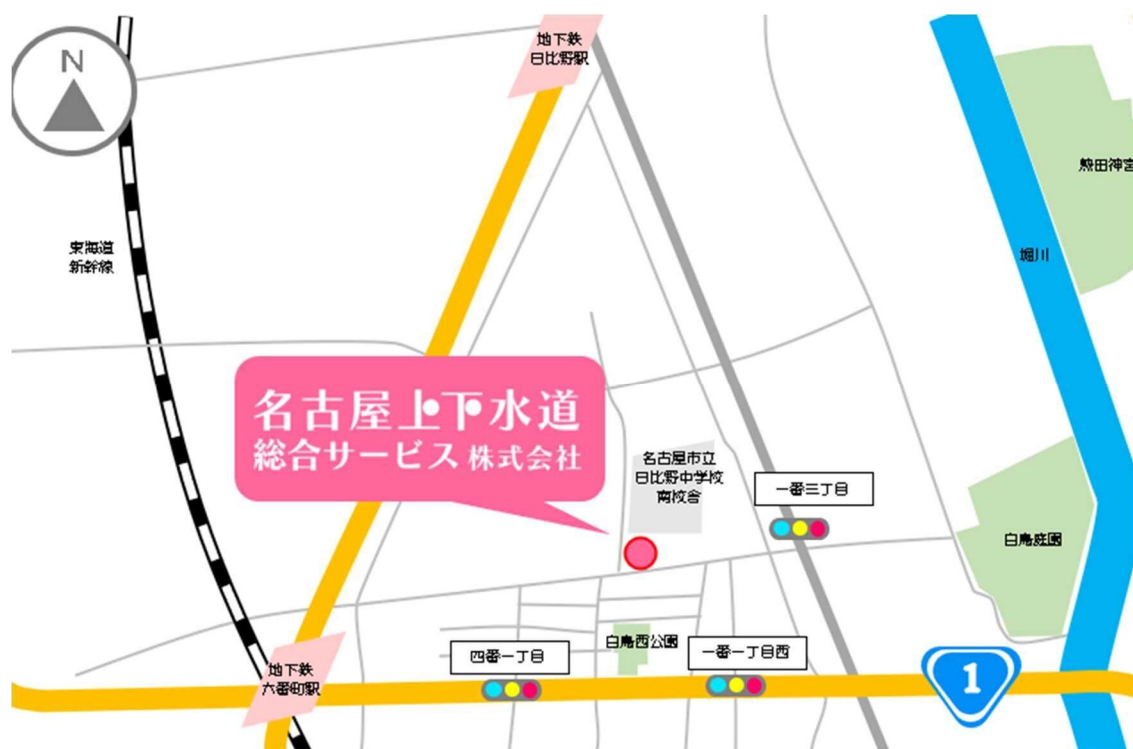 N
地下鉄
日比野駅
熱田神宮
東海道
新幹線
堀川
名古屋上下水道
総合サービス 株式会社
名古屋市立
日比野中学校
南校舎
一番三丁目
白鳥庭園
白鳥西公園
四番一丁目
一番一丁目西
地下鉄
六番町駅
1